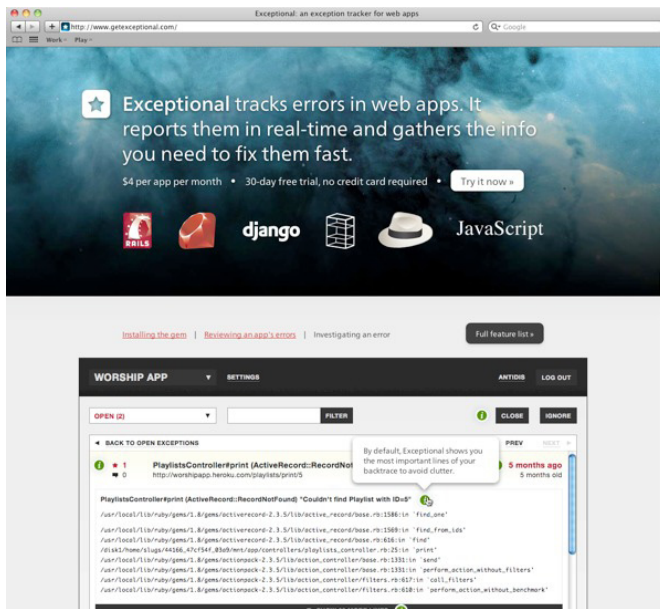 Exceptional: an exception tracker for web apps
http://www.getexceptional.com/
Google
Work Play
Exceptional tracks errors in web apps. It
reports them in real-time and gathers the info
you need to fix them fast.
$4 per app per month • 30-day free trial, no credit card required • Try it now »
RAILS django JavaScript
Installing the gem | Reviewing an app's errors | Investigating an error Full feature list »
WORSHIP APP SETTINGS ANTIDIS LOG OUT
OPEN (2) FILTER CLOSE IGNORE
BACK TO OPEN EXCEPTIONS PREV NEXT
By default, Exceptional shows you
the most important lines of your
backtrace to avoid clutter.
1 PlaylistsController#print (ActiveRecord::RecordNot 5 months ago
0 http://worshipapp.heroku.com/playlists/print/5 5 months old
PlaylistsController#print (ActiveRecord::RecordNotFound) "Couldn't find Playlist with ID=5"
/usr/local/lib/ruby/gems/1.8/gems/activerecord-2.3.5/lib/active_record/base.rb:1586:in `find_one'
/usr/local/lib/ruby/gems/1.8/gems/activerecord-2.3.5/lib/active_record/base.rb:1569:in `find_from_ids'
/usr/local/lib/ruby/gems/1.8/gems/activerecord-2.3.5/lib/active_record/base.rb:616:in `find'
/disk1/home/slugs/44166_47cf54f_03e9/mnt/app/controllers/playlists_controller.rb:25:in `print'
/usr/local/lib/ruby/gems/1.8/gems/actionpack-2.3.5/lib/action_controller/base.rb:1331:in `send'
/usr/local/lib/ruby/gems/1.8/gems/actionpack-2.3.5/lib/action_controller/base.rb:1331:in `perform_action_without_filters'
/usr/local/lib/ruby/gems/1.8/gems/actionpack-2.3.5/lib/action_controller/filters.rb:617:in `call_filters'
/usr/local/lib/ruby/gems/1.8/gems/actionpack-2.3.5/lib/action_controller/filters.rb:610:in `perform_action_without_benchmark'